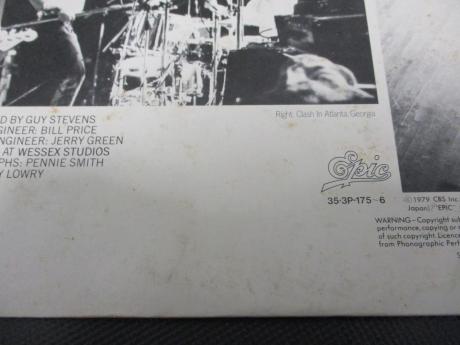 D BY GUY STEVENS
GINEER: BILL PRICE
NGINEER: JERRY GREEN
AT WESSEX STUDIOS
PHS: PENNIE SMITH
Y LOWRY
Right: Clash In Atlanta, Georgia
Epic
35·3P-175~6
1979 CBS Inc.
Japan) "EPIC"
WARNING—Copyright sub
performance, copying or
of such copyright. Licence
from Phonographic Perf